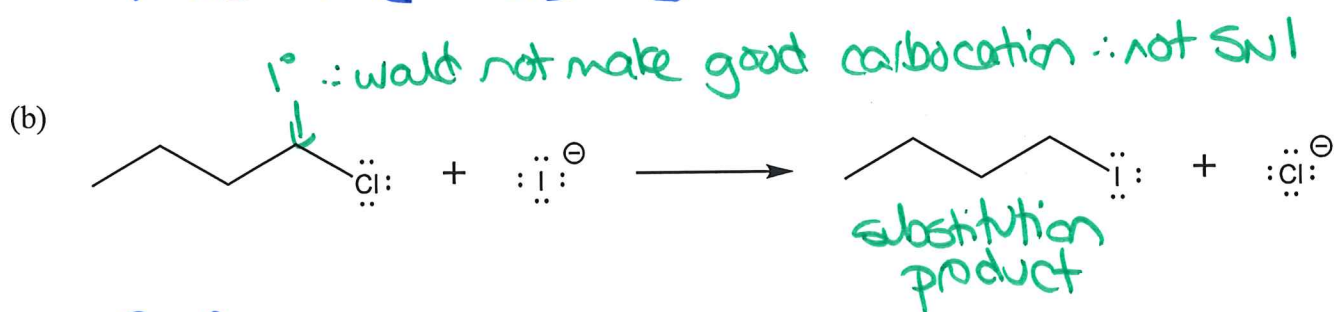 1° ∴ would not make good carbocation ∴ not SN1
(b)
Cl + I ⊖ → I + Cl ⊖
substitution
product